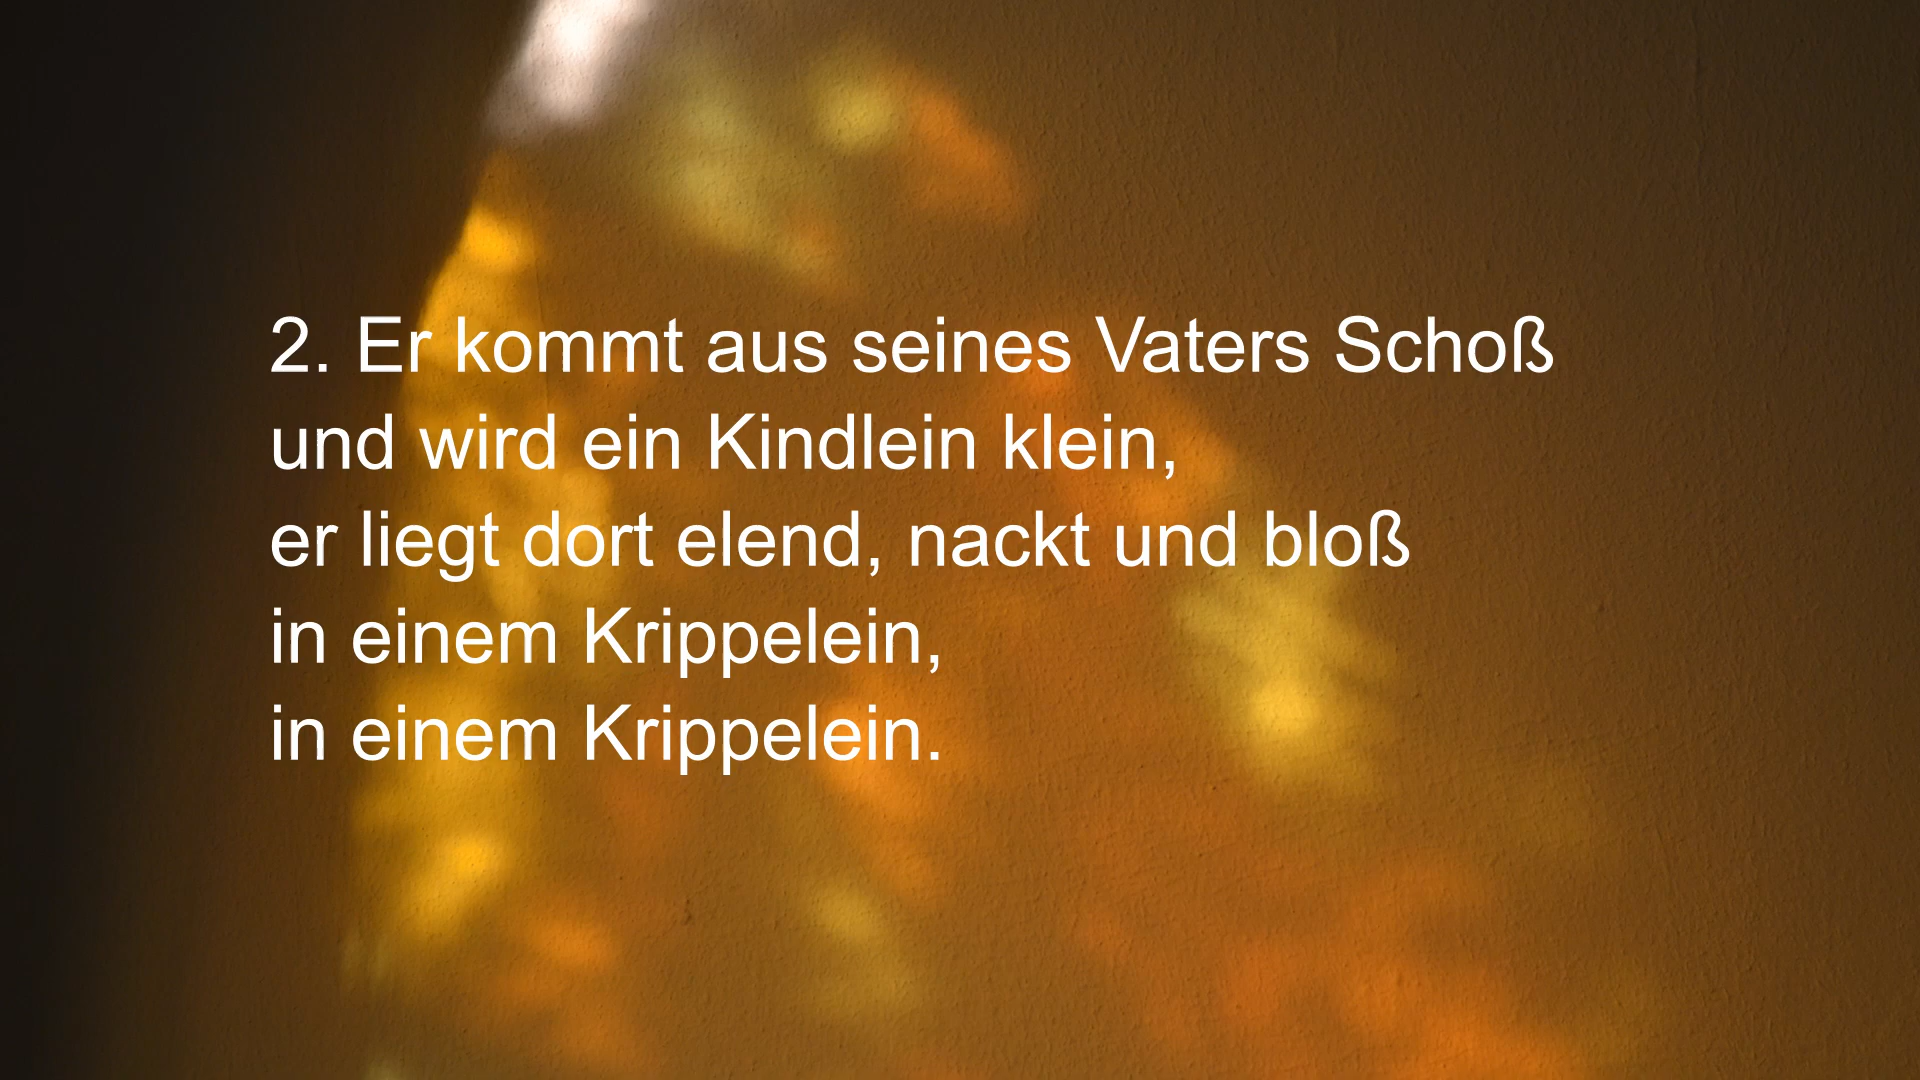 2. Er kommt aus seines Vaters Schoß
und wird ein Kindlein klein,
er liegt dort elend, nackt und bloß
in einem Krippelein,
in einem Krippelein.